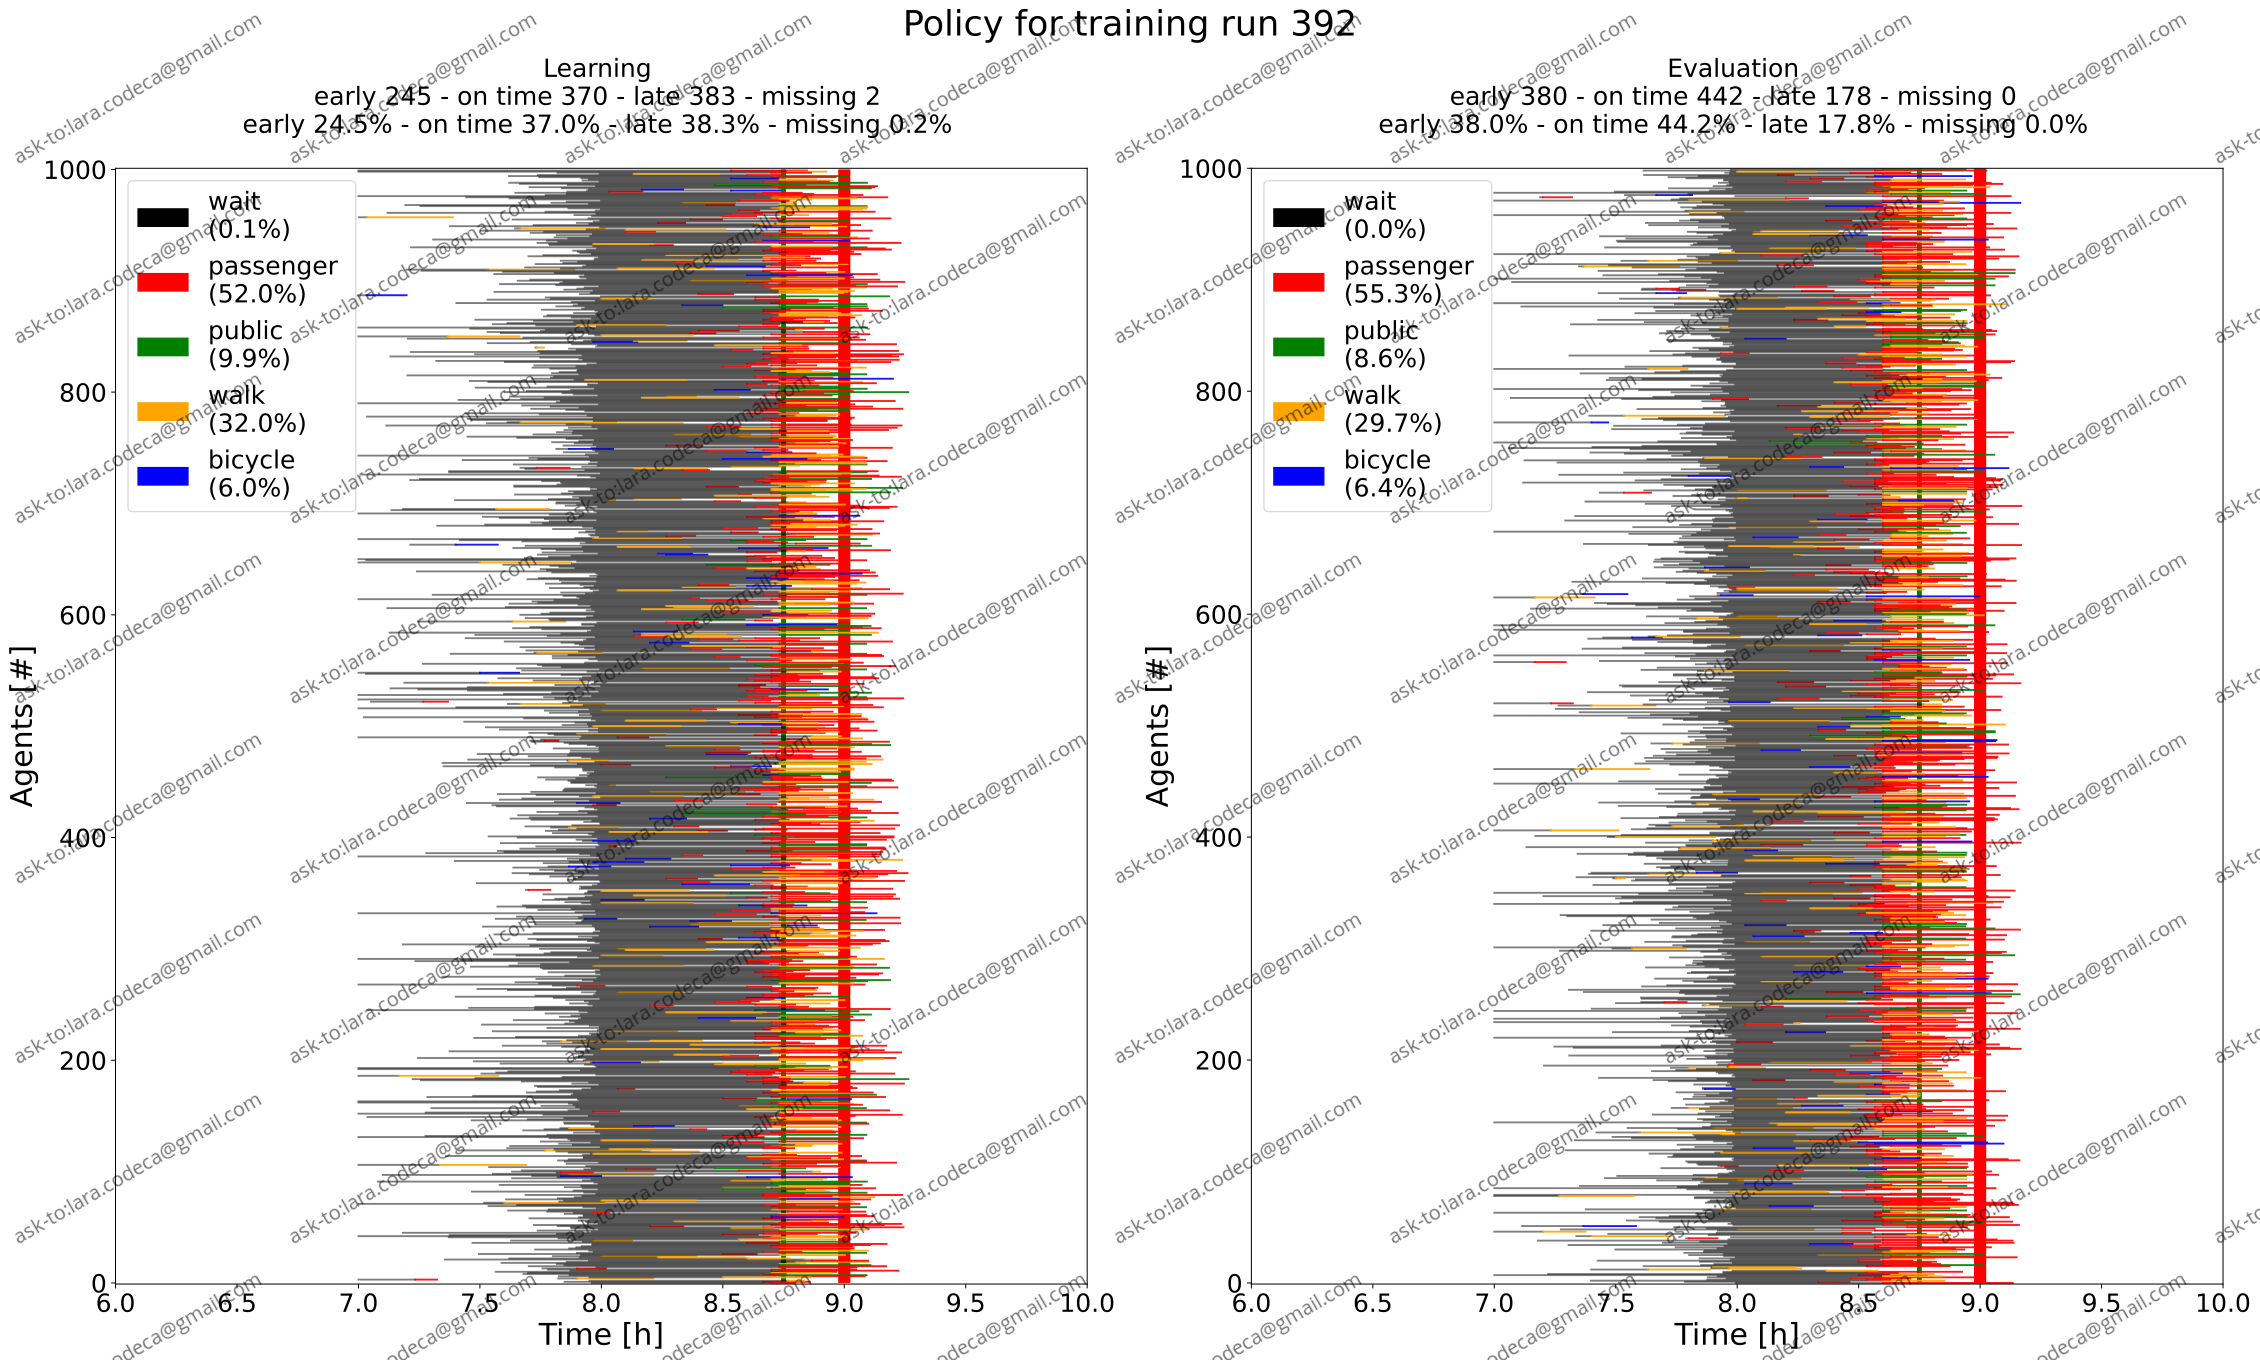 Policy for training run 392
Learning
early 245 - on time 370 - late 383 - missing 2
early 24.5% - on time 37.0% - late 38.3% - missing 0.2%
1000
800
600
400
200
0
Agents [#]
wait
(0.1%)
passenger
(52.0%)
public
(9.9%)
walk
(32.0%)
bicycle
(6.0%)
6.0 6.5 7.0 7.5 8.0 8.5 9.0 9.5 10.0
Time [h]
Evaluation
early 380 - on time 442 - late 178 - missing 0
early 38.0% - on time 44.2% - late 17.8% - missing 0.0%
1000
800
600
400
200
0
Agents [#]
wait
(0.0%)
passenger
(55.3%)
public
(8.6%)
walk
(29.7%)
bicycle
(6.4%)
6.0 6.5 7.0 7.5 8.0 8.5 9.0 9.5 10.0
Time [h]
ask-to:lara.codeca@gmail.com